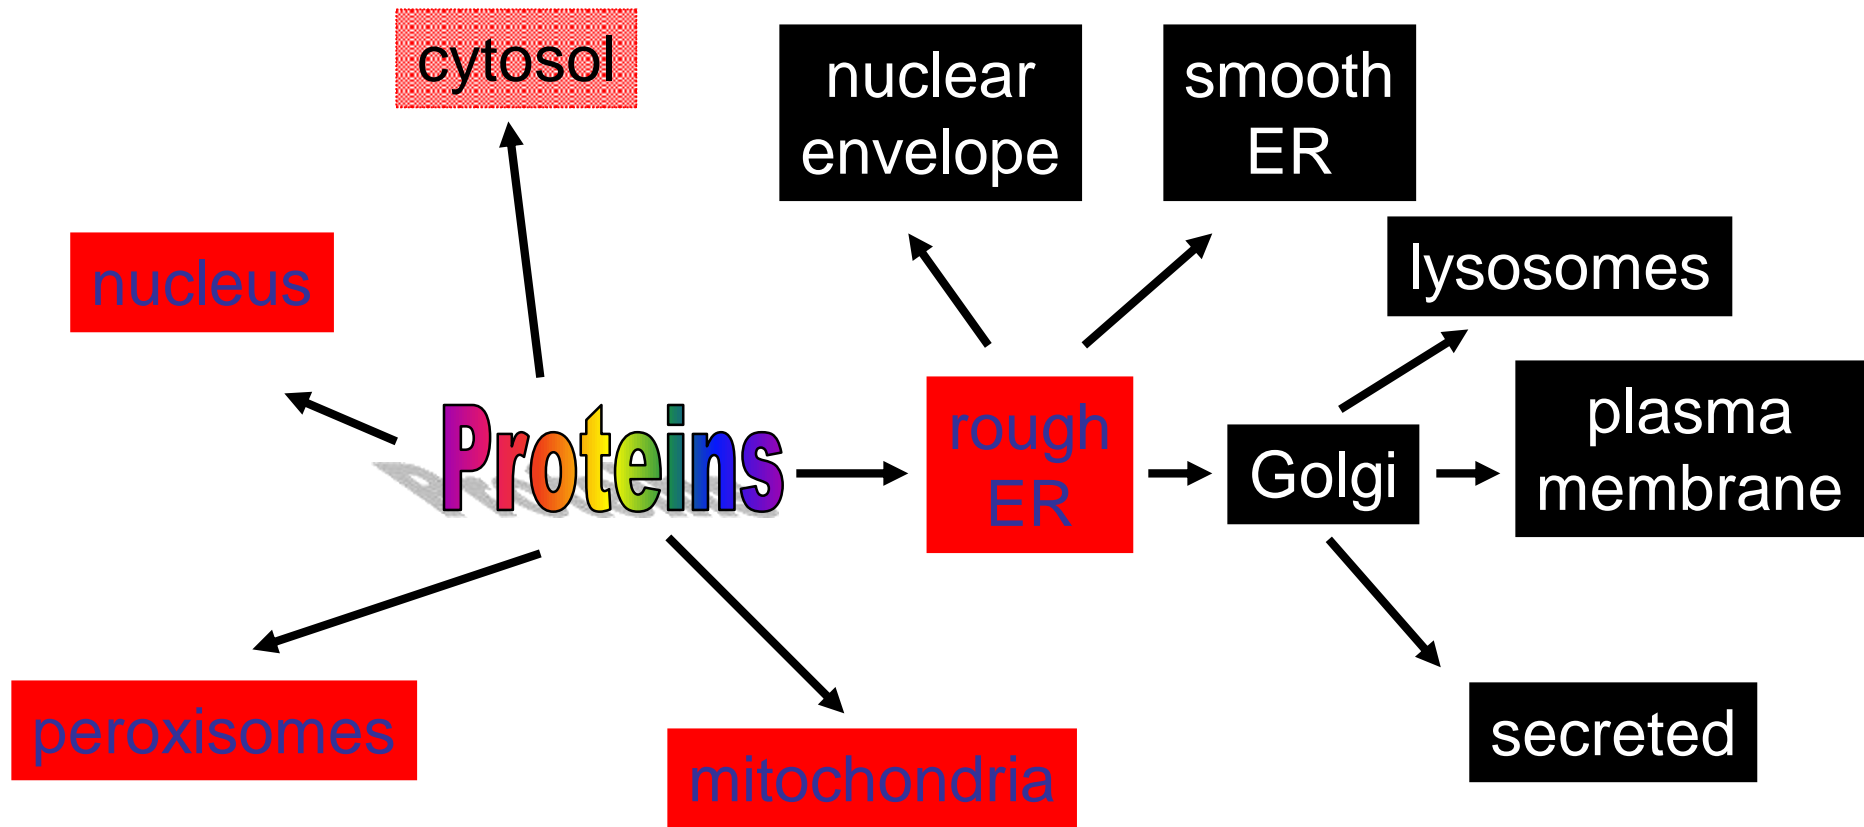 cytosol
nuclear
envelope
smooth
ER
nucleus
lysosomes
Proteins
rough
ER
Golgi
plasma
membrane
peroxisomes
mitochondria
secreted